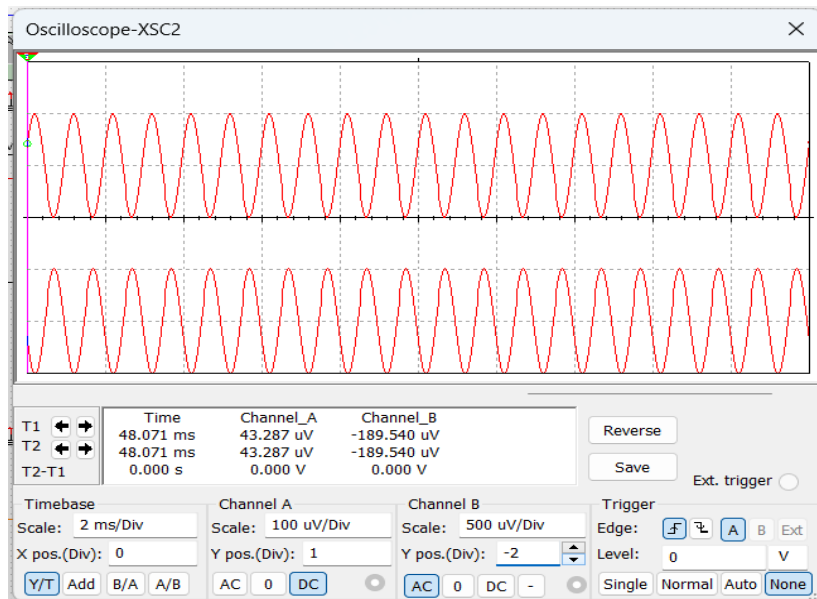 Oscilloscope-XSC2
Time Channel_A Channel_B
T1 48.071 ms 43.287 uV -189.540 uV
T2 48.071 ms 43.287 uV -189.540 uV
T2-T1 0.000 s 0.000 V 0.000 V
Reverse
Save
Ext. trigger
Timebase
Scale: 2 ms/Div
X pos.(Div): 0
Y/T Add B/A A/B
Channel A
Scale: 100 uV/Div
Y pos.(Div): 1
AC 0 DC
Channel B
Scale: 500 uV/Div
Y pos.(Div): -2
AC 0 DC -
Trigger
Edge: A B Ext
Level: 0 V
Single Normal Auto None